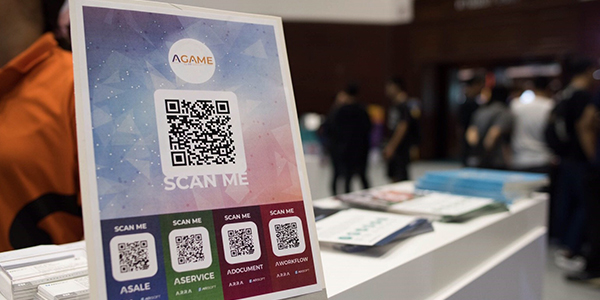 AGAME
SCAN ME
SCAN ME
ASALE
SCAN ME
ASERVICE
SCAN ME
ADOCUMENT
SCAN ME
AWORKFLOW